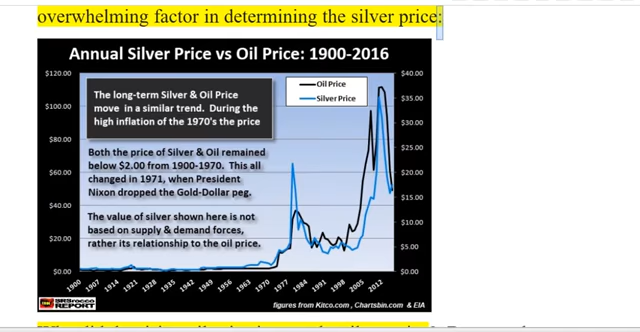 overwhelming factor in determining the silver price:
Annual Silver Price vs Oil Price: 1900-2016
$120.00
$100.00
$80.00
$60.00
$40.00
$20.00
$0.00
$40.00
$35.00
$30.00
$25.00
$20.00
$15.00
$10.00
$5.00
$0.00
Oil Price
Silver Price
The long-term Silver & Oil Price
move in a similar trend. During the
high inflation of the 1970's the price
Both the price of Silver & Oil remained
below $2.00 from 1900-1970. This all
changed in 1971, when President
Nixon dropped the Gold-Dollar peg.
The value of silver shown here is not
based on supply & demand forces,
rather its relationship to the oil price.
1900 1907 1914 1921 1928 1935 1942 1949 1956 1963 1970 1977 1984 1991 1998 2005 2012
SRSrocco
REPORT
figures from Kitco.com , Chartsbin.com & EIA